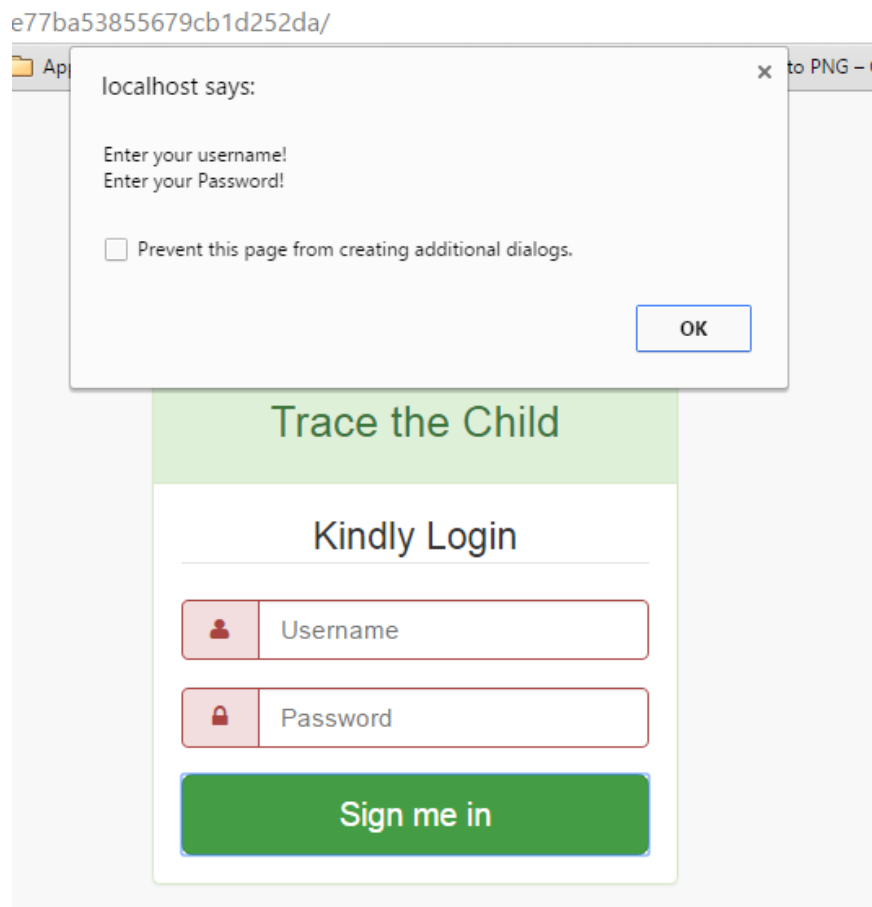 e77ba53855679cb1d252da/
localhost says:
to PNG –
Enter your username!
Enter your Password!
Prevent this page from creating additional dialogs.
OK
Trace the Child
Kindly Login
Username
Password
Sign me in